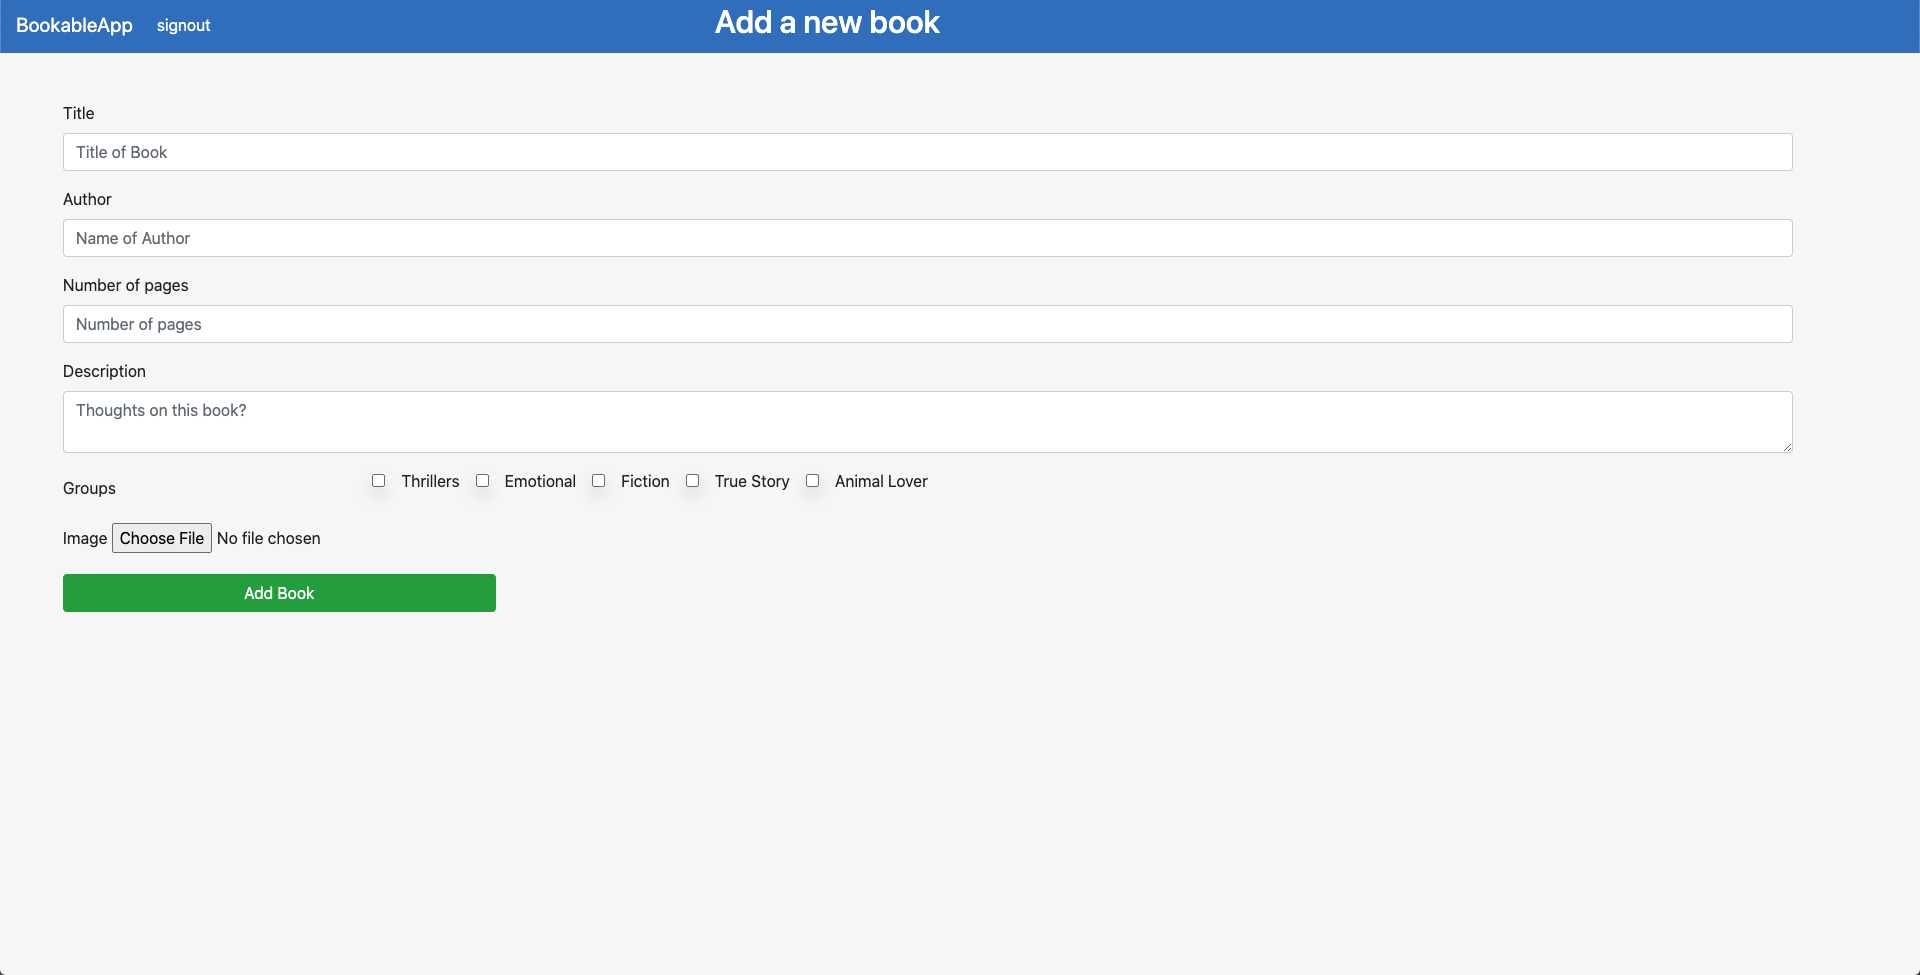 BookableApp signout Add a new book
Title
Title of Book
Author
Name of Author
Number of pages
Number of pages
Description
Thoughts on this book?
Groups Thrillers Emotional Fiction True Story Animal Lover
Image Choose File No file chosen
Add Book